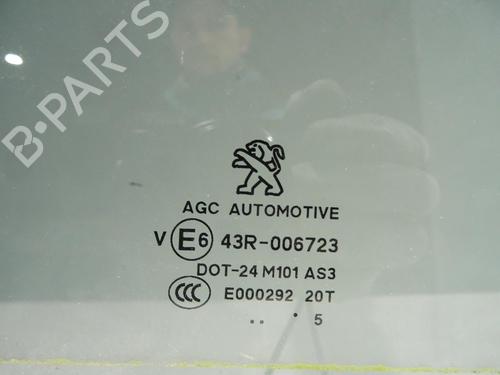 B-PARTS
AGC AUTOMOTIVE
V E6 43R-006723
DOT-24 M101 AS3
CCC E000292 20T
.. • 5